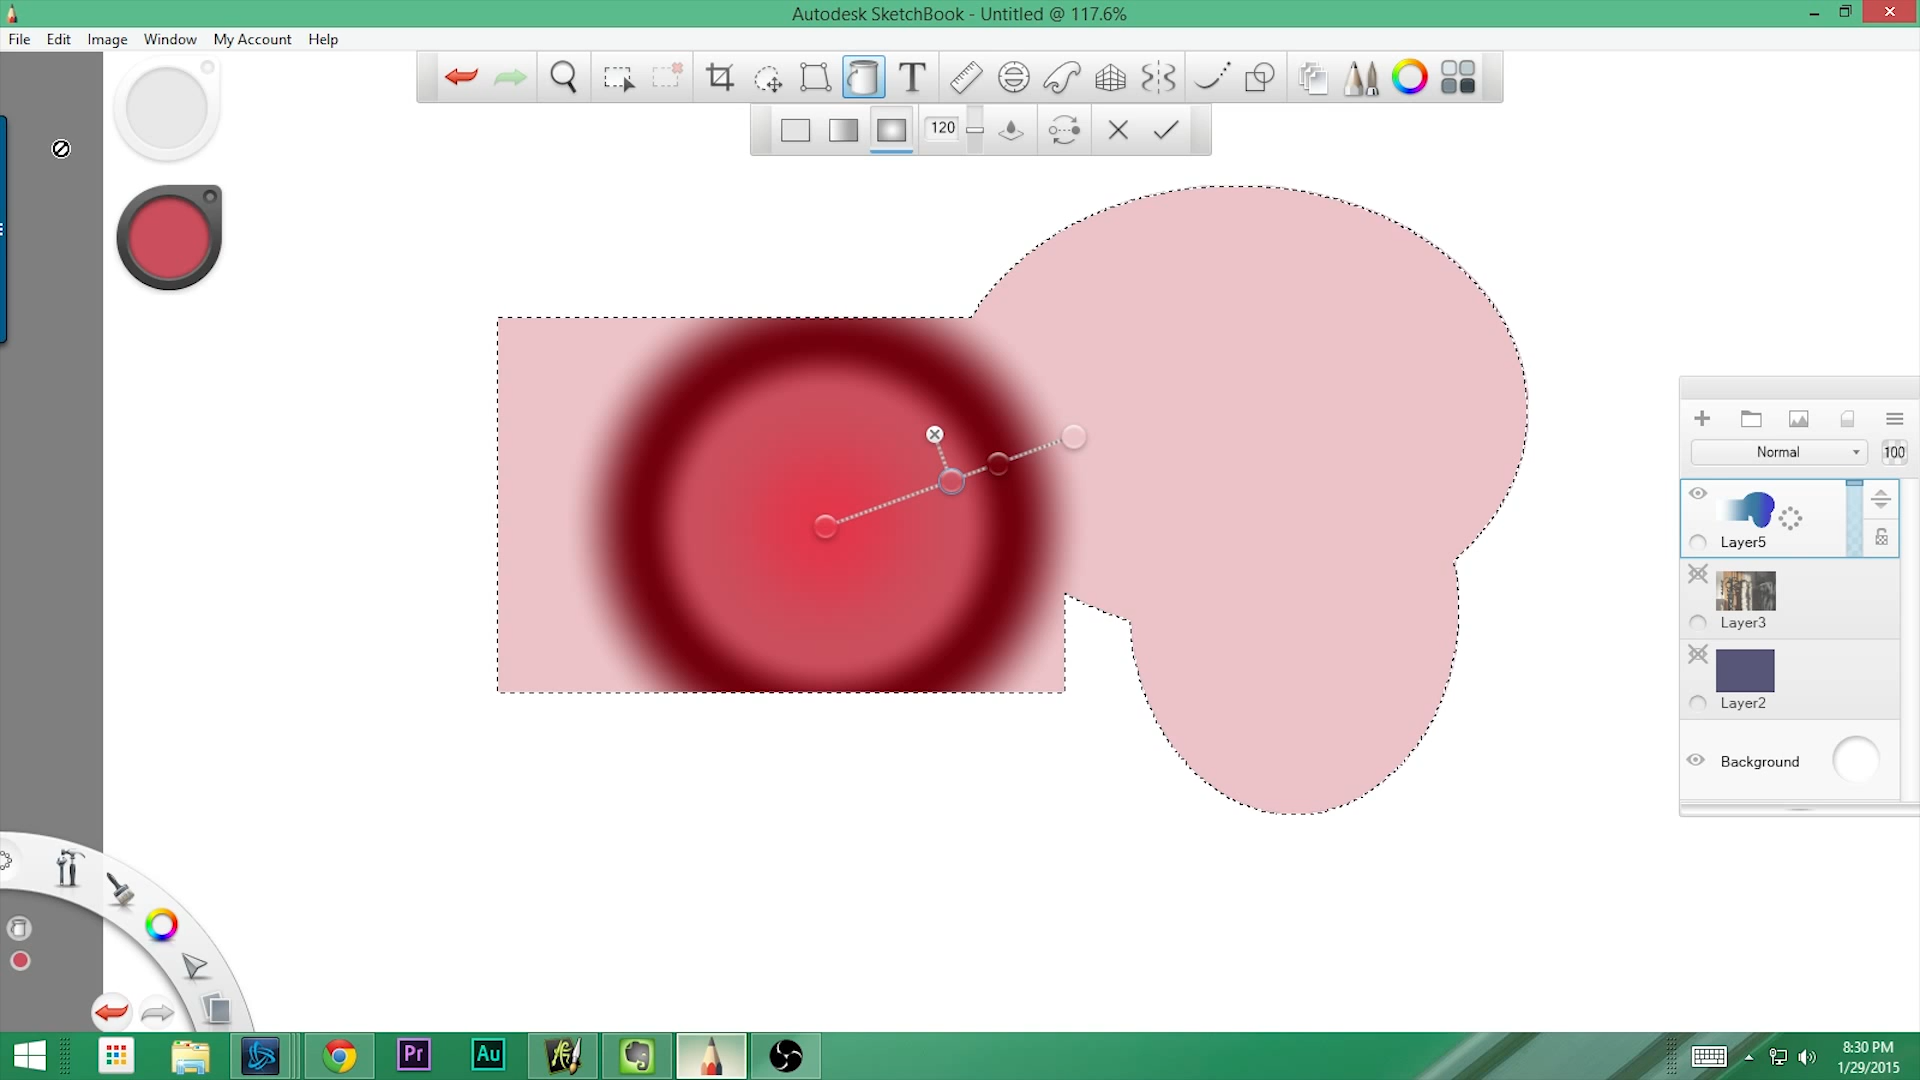 Autodesk SketchBook - Untitled @ 117.6%
File Edit Image Window My Account Help
T
120
Normal 100
Layer5
Layer3
Layer2
Background
Pr Au
8:30 PM
1/29/2015